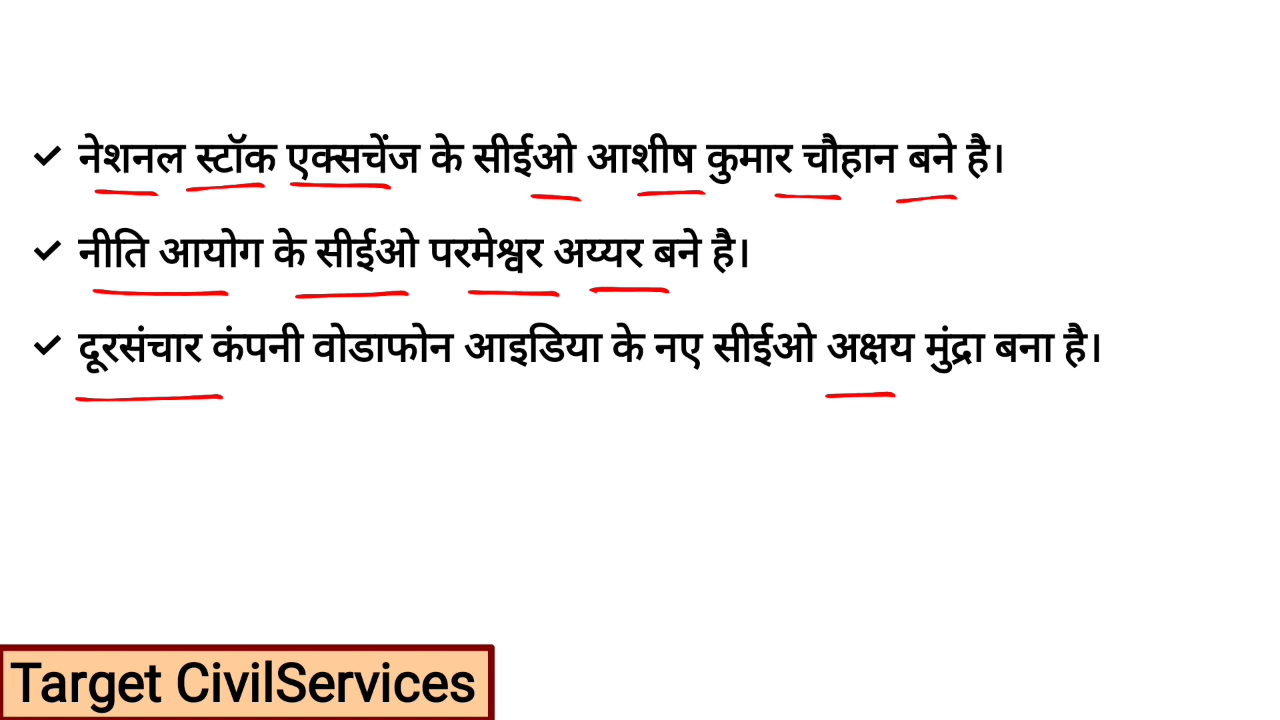 ✓ नेशनल स्टॉक एक्सचेंज के सीईओ आशीष कुमार चौहान बने है।
✓ नीति आयोग के सीईओ परमेश्वर अय्यर बने है।
✓ दूरसंचार कंपनी वोडाफोन आइडिया के नए सीईओ अक्षय मुंद्रा बना है।
Target CivilServices